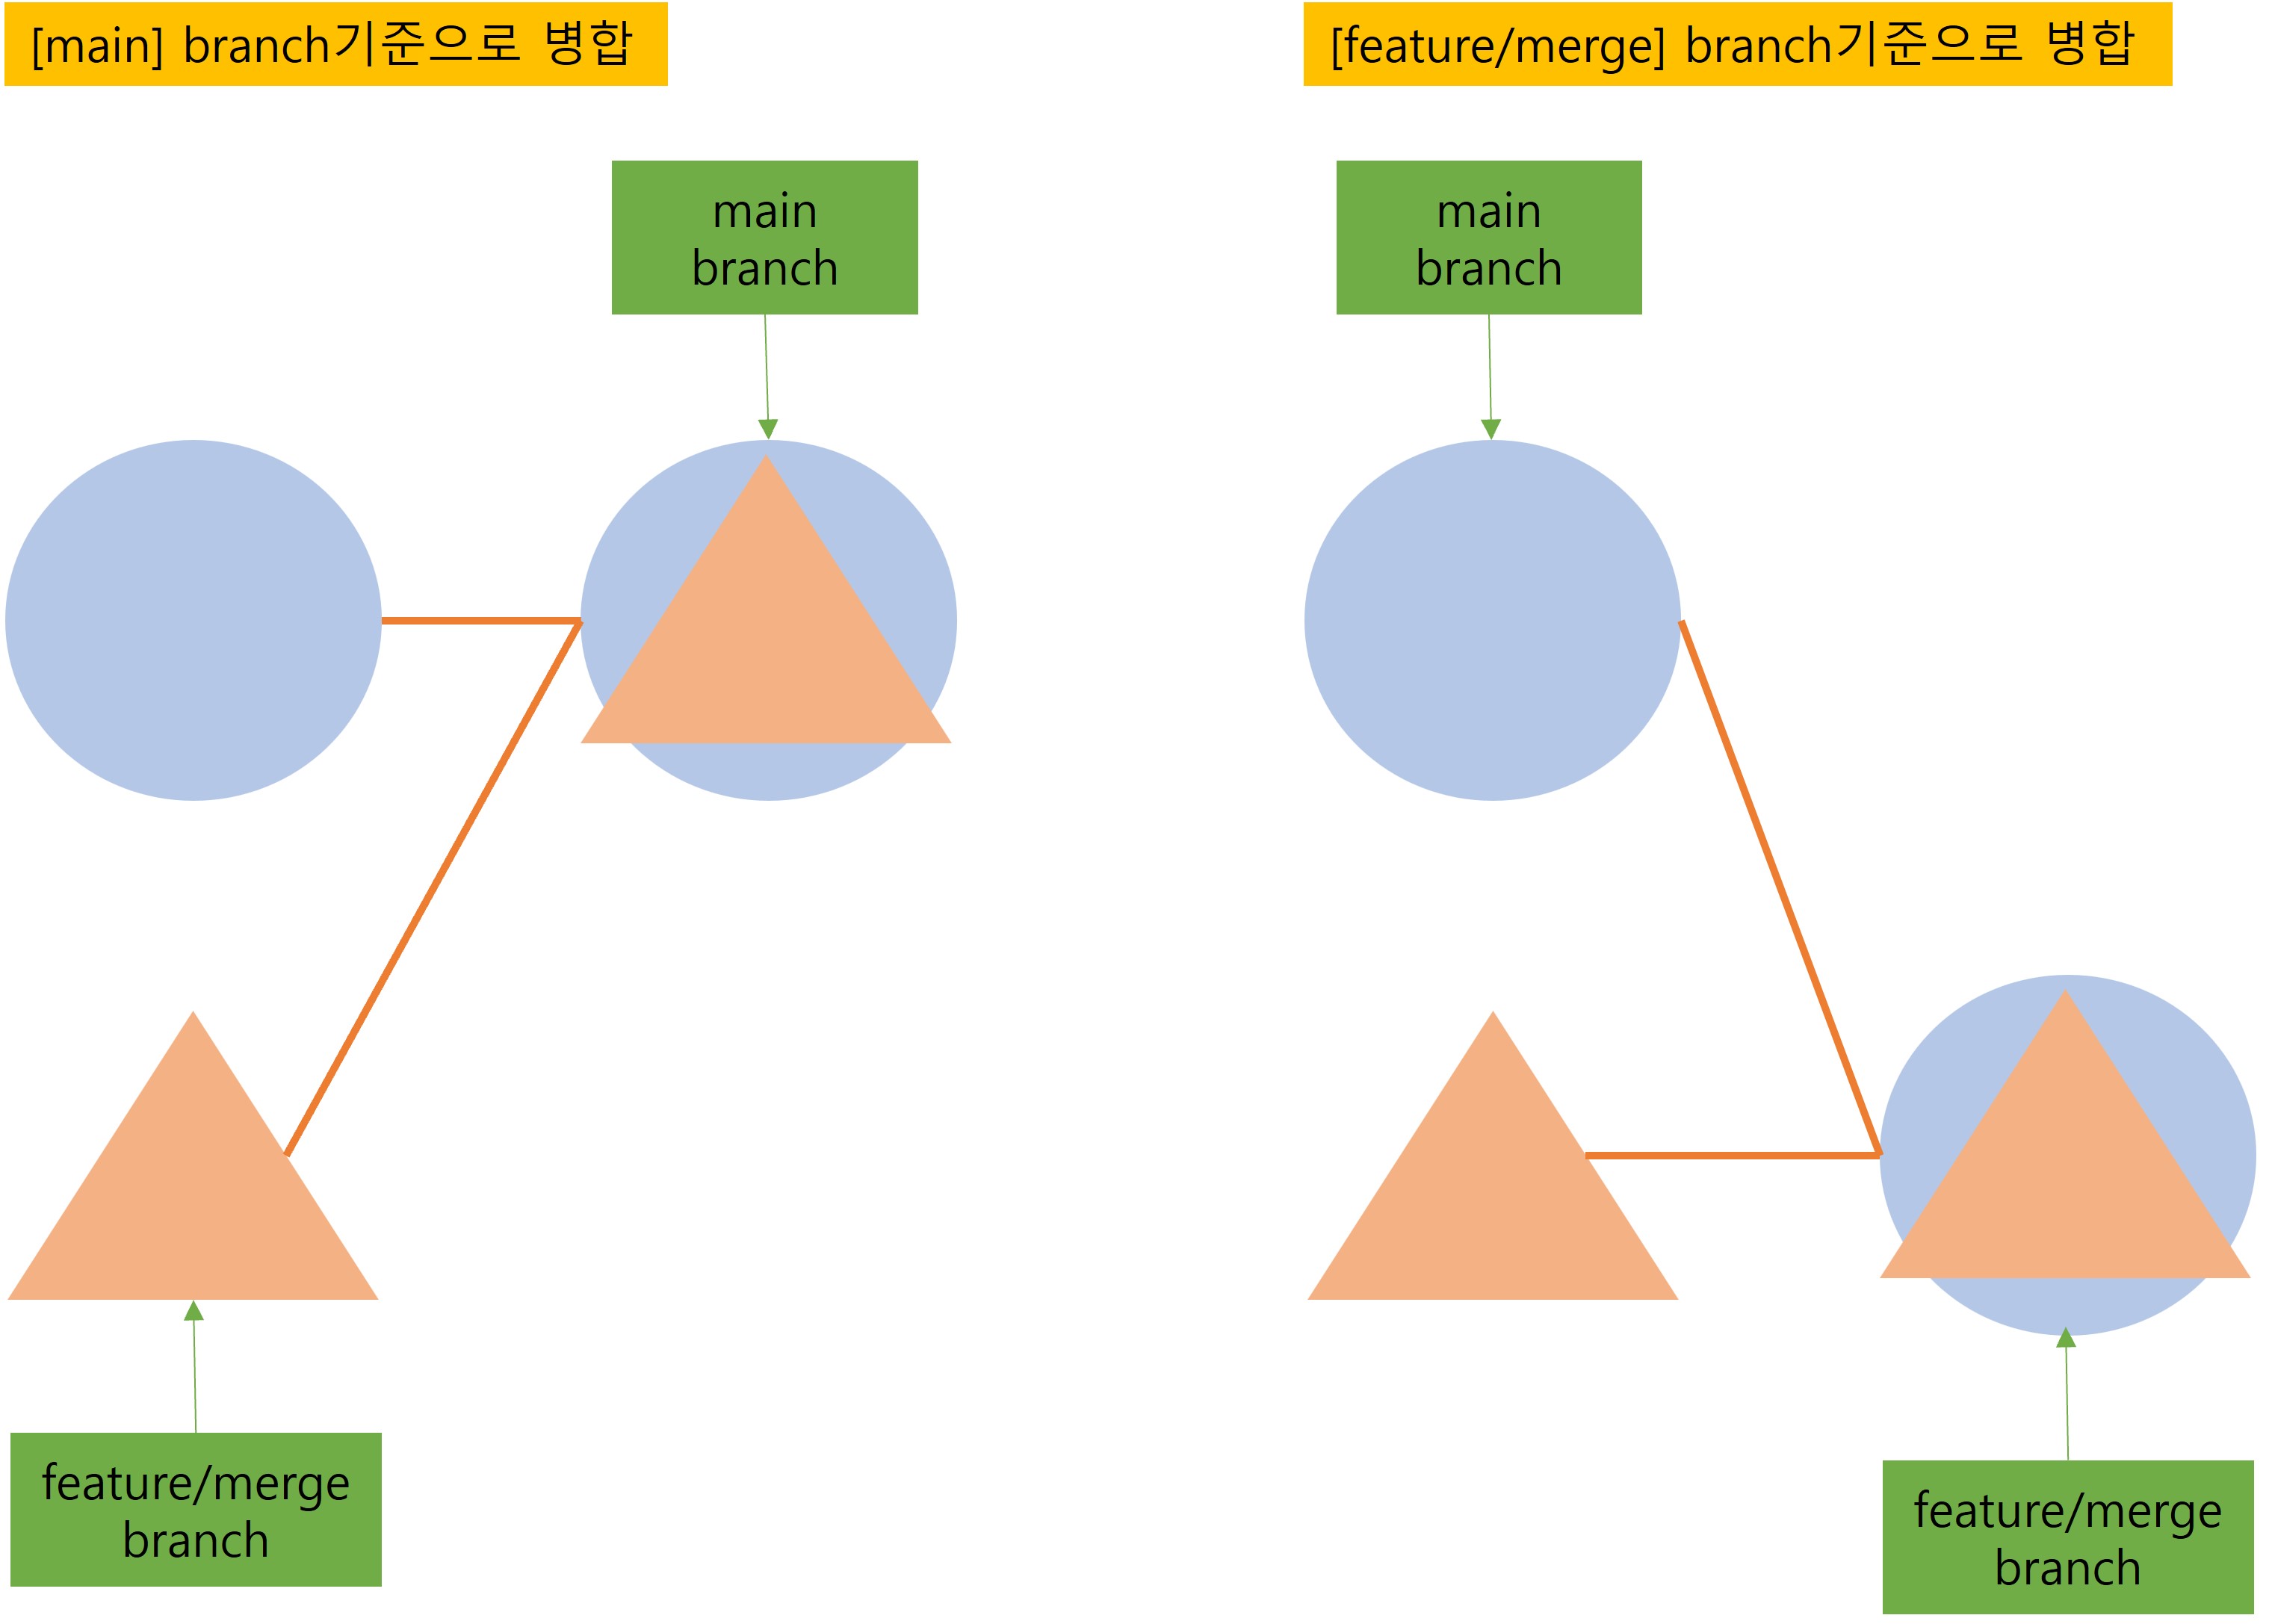 [main] branch기준으로 병합
main
branch
feature/merge
branch
[feature/merge] branch기준으로 병합
main
branch
feature/merge
branch